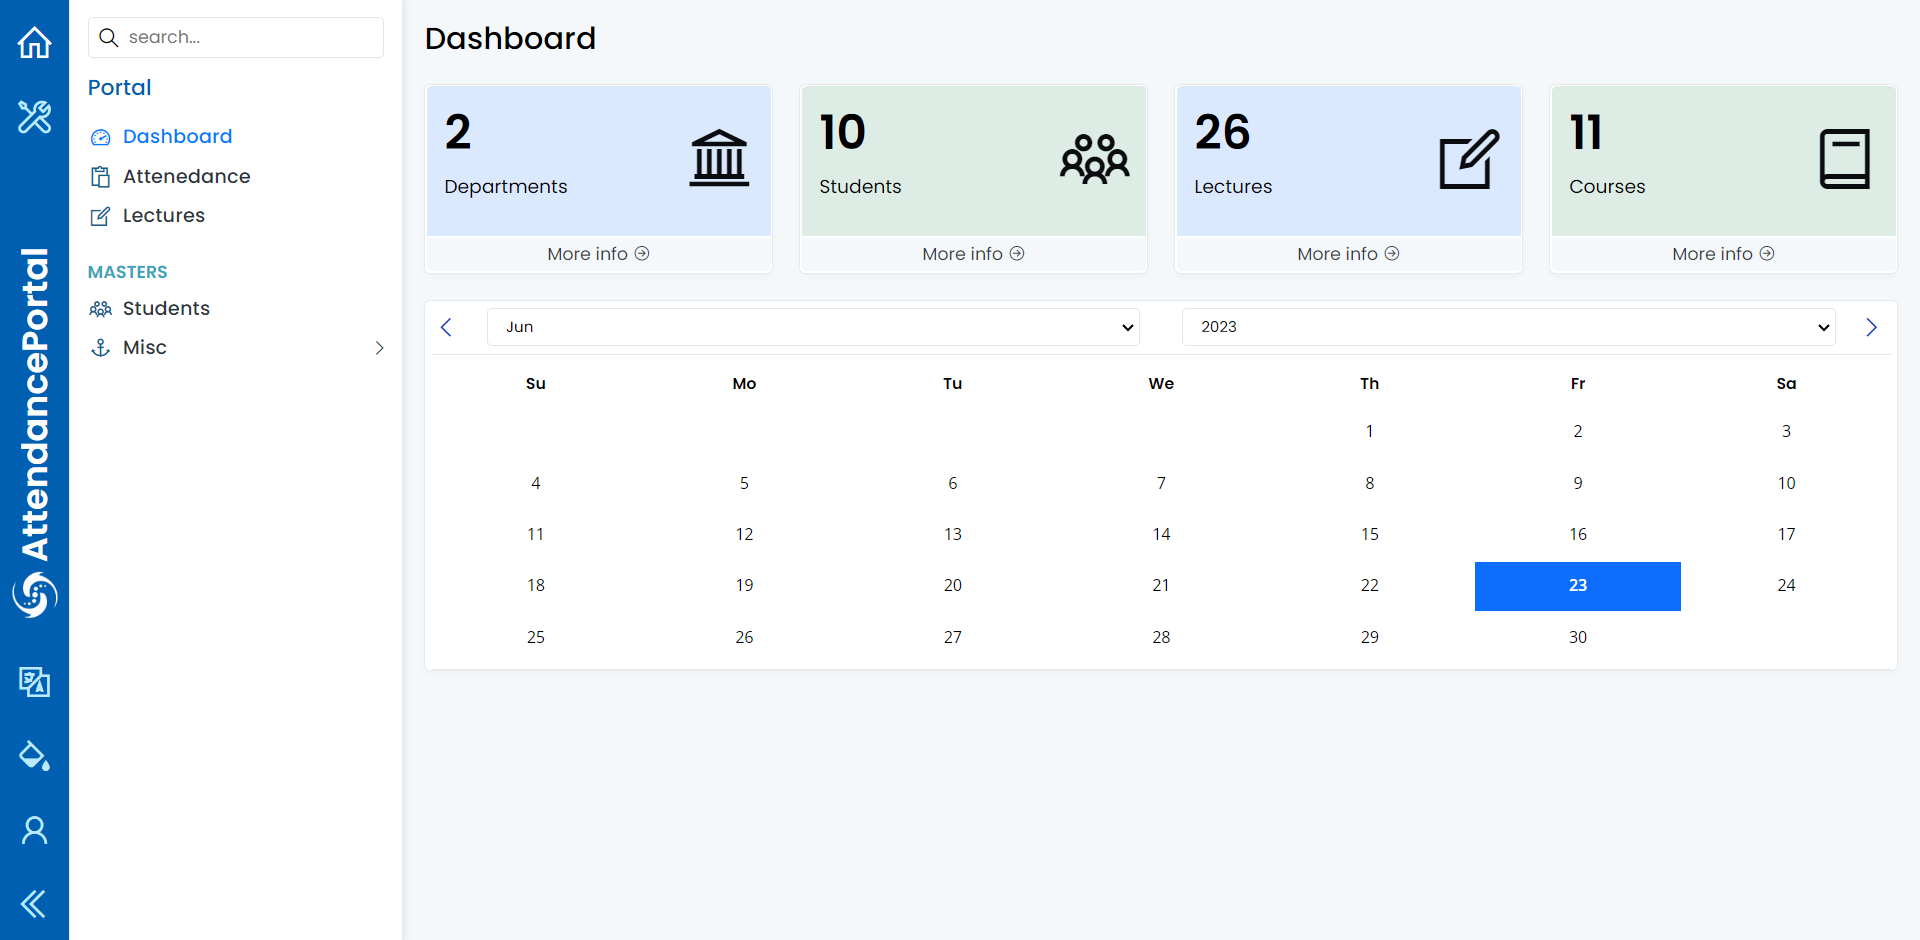 AttendancePortal
search...
Portal
Dashboard
Attenedance
Lectures
MASTERS
Students
Misc
Dashboard
2
Departments
More info
10
Students
More info
26
Lectures
More info
11
Courses
More info
Jun 2023
Su Mo Tu We Th Fr Sa
1 2 3
4 5 6 7 8 9 10
11 12 13 14 15 16 17
18 19 20 21 22 23 24
25 26 27 28 29 30